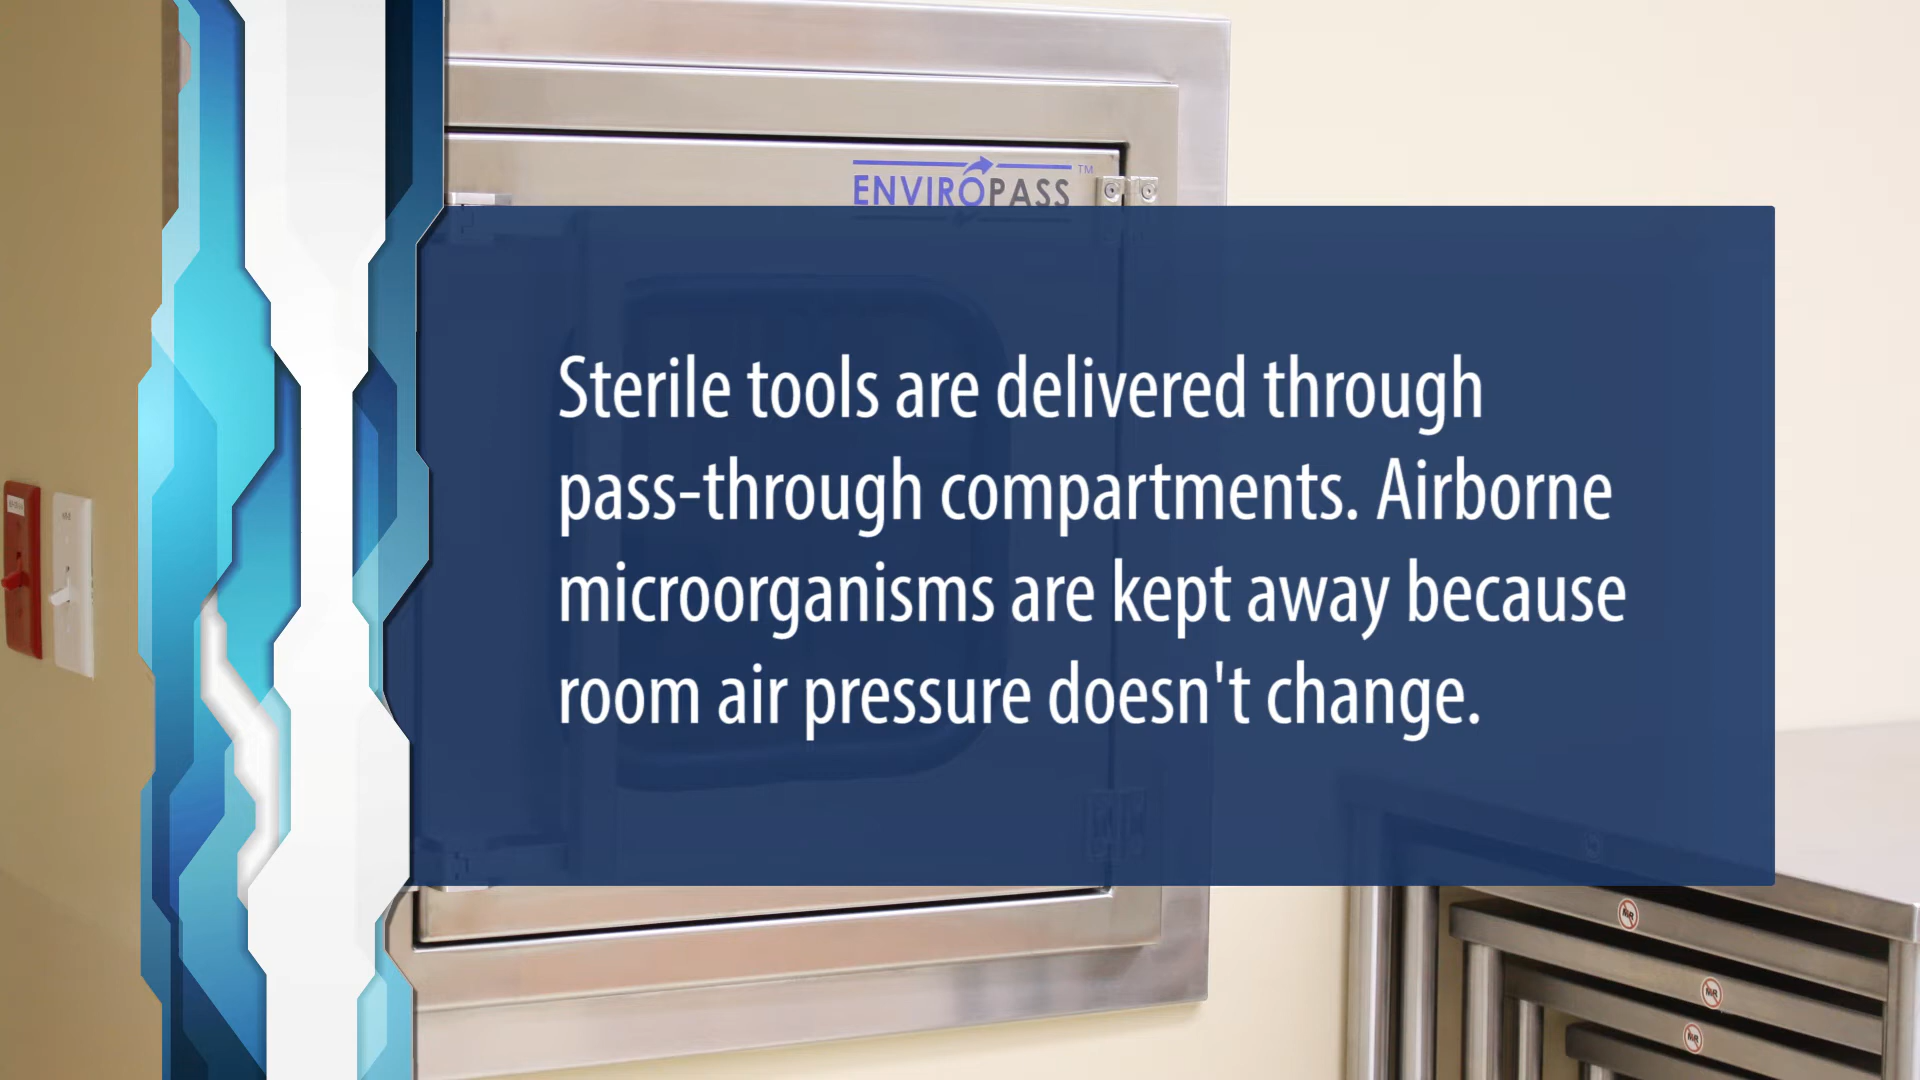 ENVIROPASS™
Sterile tools are delivered through
pass-through compartments. Airborne
microorganisms are kept away because
room air pressure doesn't change.